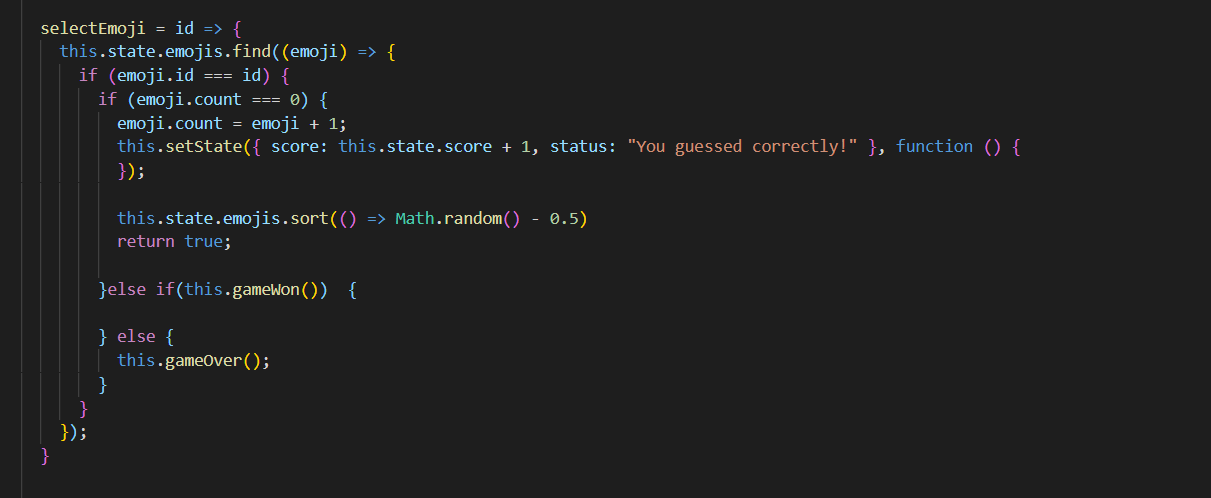 selectEmoji = id => {
this.state.emojis.find((emoji) => {
if (emoji.id === id) {
if (emoji.count === 0) {
emoji.count = emoji + 1;
this.setState({ score: this.state.score + 1, status: "You guessed correctly!" }, function () {
});
this.state.emojis.sort(() => Math.random() - 0.5)
return true;
}else if(this.gameWon())  {
} else {
this.gameOver();
}
}
});
}